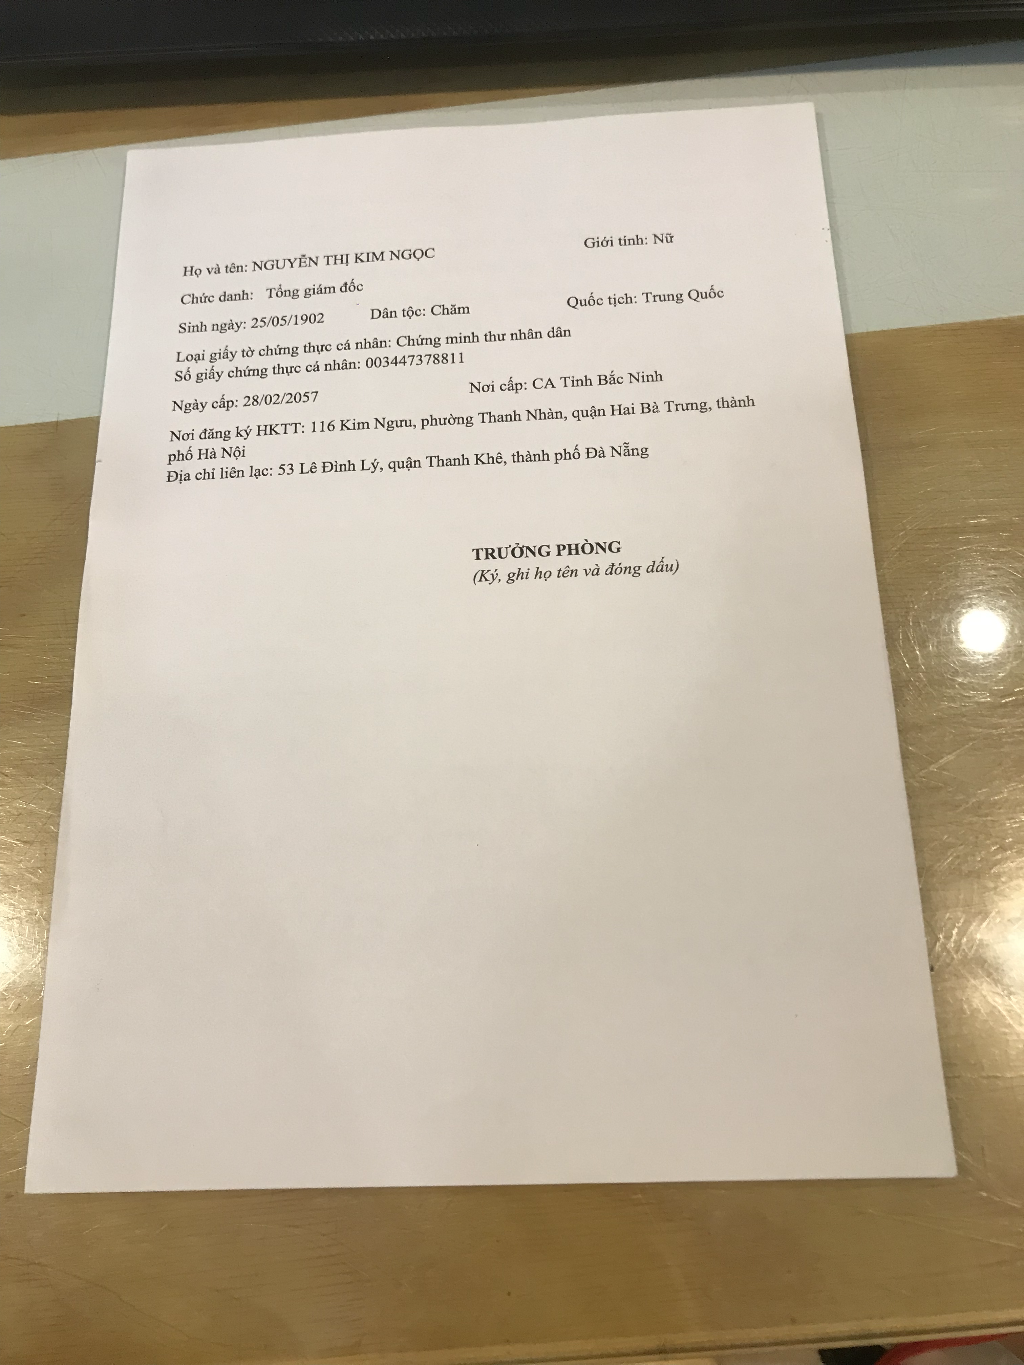 Họ và tên: NGUYỄN THỊ KIM NGỌC Giới tính: Nữ
Chức danh: Tổng giám đốc
Sinh ngày: 25/05/1902 Dân tộc: Chăm Quốc tịch: Trung Quốc
Loại giấy tờ chứng thực cá nhân: Chứng minh thư nhân dân
Số giấy chứng thực cá nhân: 003447378811
Ngày cấp: 28/02/2057 Nơi cấp: CA Tỉnh Bắc Ninh
Nơi đăng ký HKTT: 116 Kim Ngưu, phường Thanh Nhàn, quận Hai Bà Trưng, thành
phố Hà Nội
Địa chỉ liên lạc: 53 Lê Đình Lý, quận Thanh Khê, thành phố Đà Nẵng
TRƯỞNG PHÒNG
(Ký, ghi họ tên và đóng dấu)